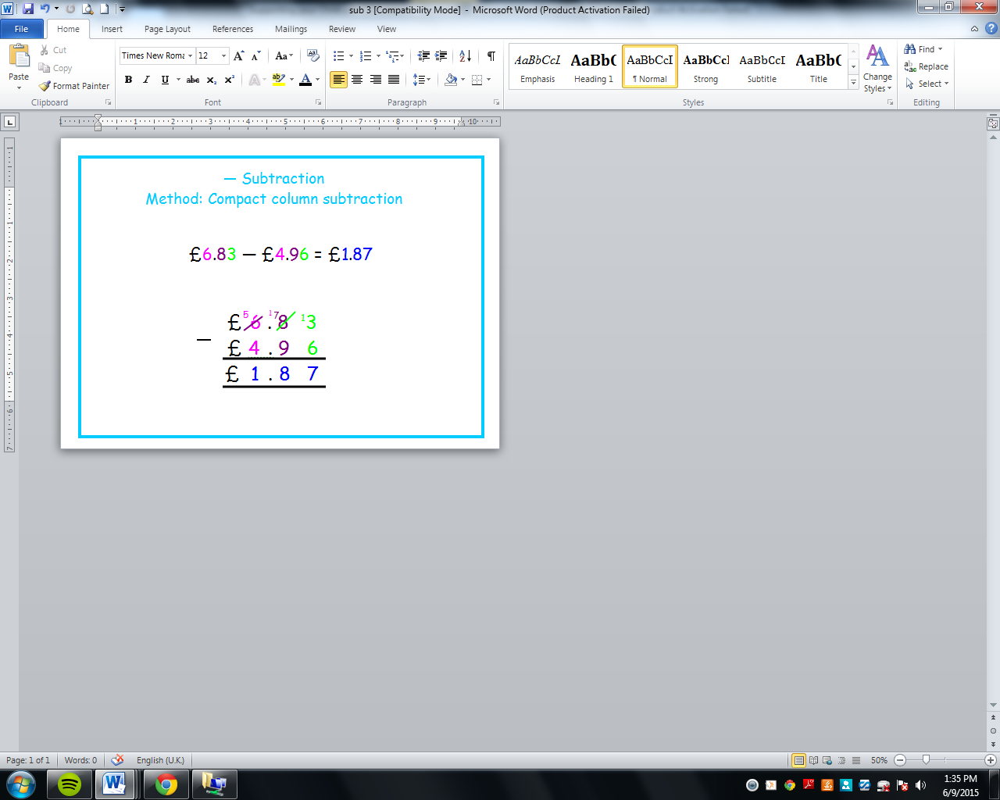 sub 3 [Compatibility Mode] - Microsoft Word (Product Activation Failed)
File Home Insert Page Layout References Mailings Review View
Paste
Cut
Copy
Format Painter
Clipboard
Times New Roma 12
Font
Paragraph
AaBbCcI Emphasis
AaBbC Heading 1
AaBbCcI ¶ Normal
AaBbCcI Strong
AaBbCcI Subtitle
AaBbC Title
Change Styles
Styles
Find
Replace
Select
Editing
— Subtraction
Method: Compact column subtraction
£6.83 — £4.96 = £1.87
5 17 1
£ 6 . 8 3
— £ 4 . 9 6
£ 1 . 8 7
Page: 1 of 1 Words: 0 English (U.K.) 50%
1:35 PM
6/9/2015